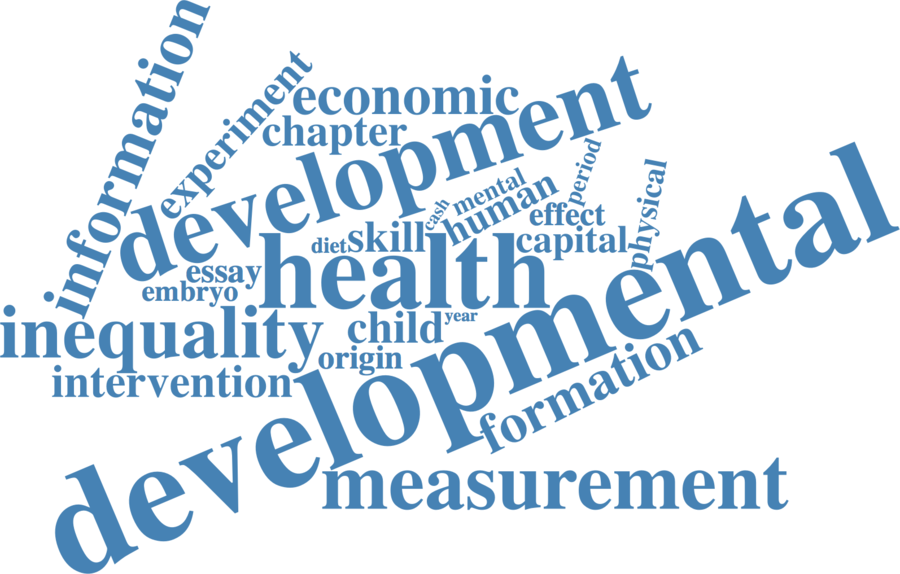 information
experiment
economic
chapter
development
period
physical
mental
cash
human
effect
diet
skill
capital
essay
health
embryo
developmental
inequality
child
year
origin
intervention
formation
measurement